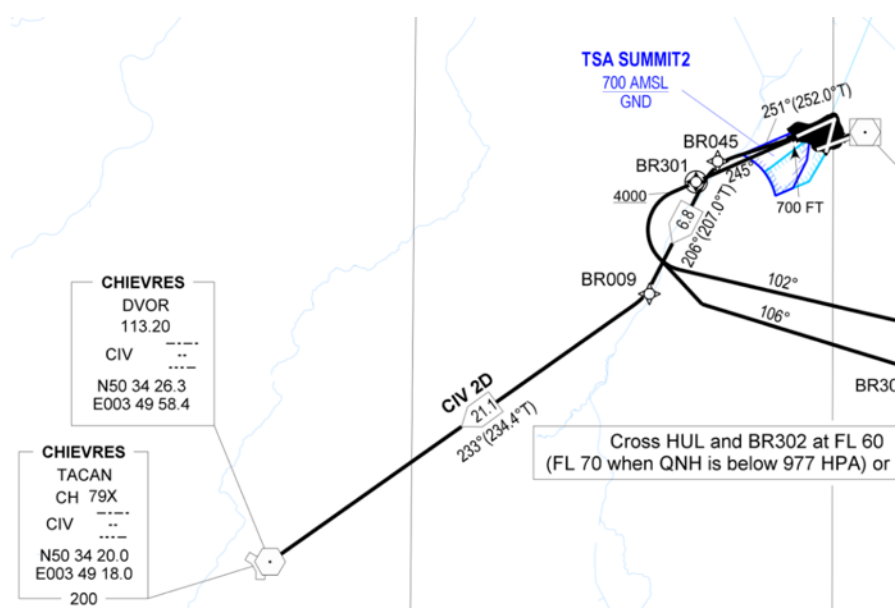 TSA SUMMIT2
700 AMSL
GND
251°(252.0°T)
BR045
BR301
245°
4000
700 FT
6.8
206°(207.0°T)
BR009
102°
106°
CHIEVRES
DVOR
113.20
CIV
N50 34 26.3
E003 49 58.4
CIV 2D
21.1
233°(234.4°T)
BR30
Cross HUL and BR302 at FL 60
(FL 70 when QNH is below 977 HPA) or
CHIEVRES
TACAN
CH 79X
CIV
N50 34 20.0
E003 49 18.0
200